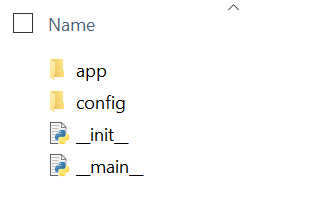 Name
app
config
__init__
__main__